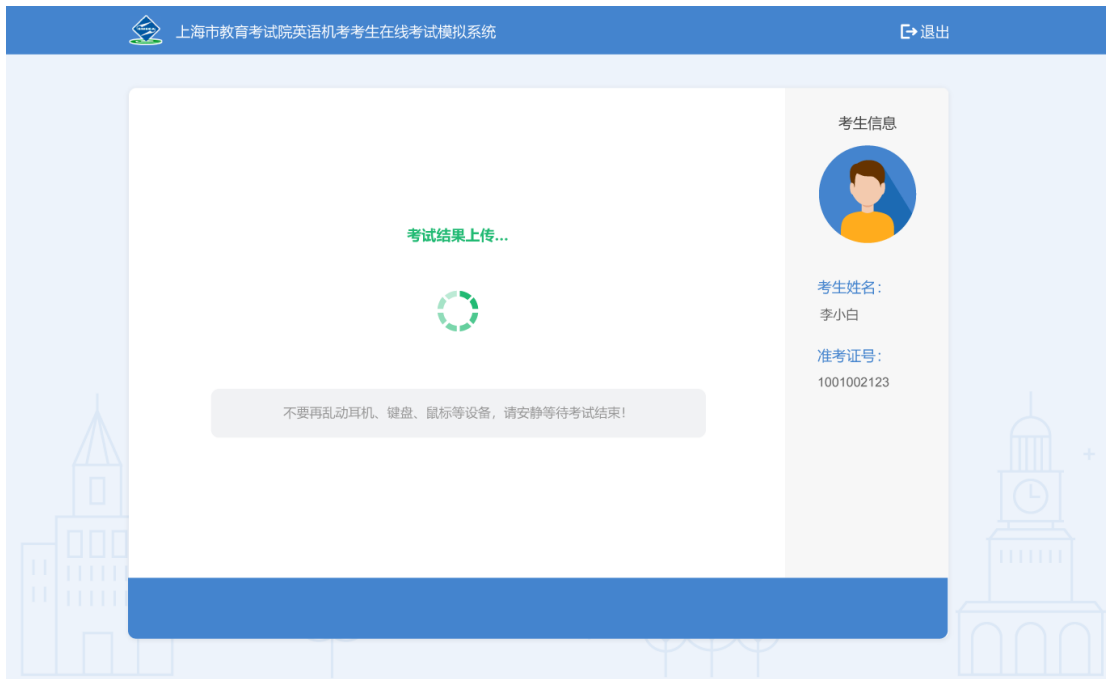 上海市教育考试院英语机考考生在线考试模拟系统
退出
考试结果上传...
不要再乱动耳机、键盘、鼠标等设备，请安静等待考试结束！
考生信息
考生姓名：
李小白
准考证号：
1001002123